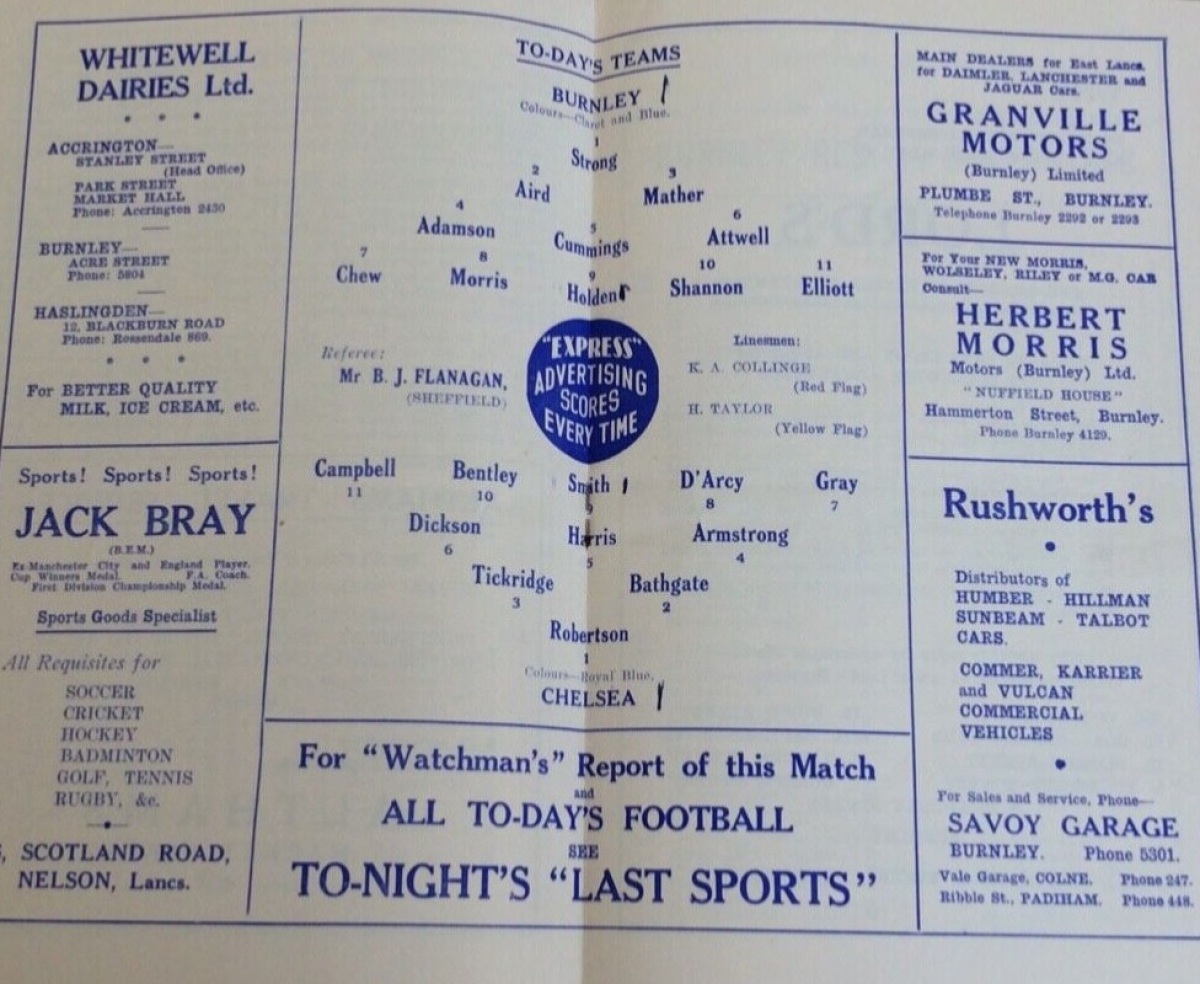 WHITEWELL
DAIRIES Ltd.
ACCRINGTON—
STANLEY STREET
(Head Office)
PARK STREET
MARKET HALL
Phone: Accrington 2430
BURNLEY—
ACRE STREET
Phone: 5804
HASLINGDEN—
12, BLACKBURN ROAD
Phone: Rossendale 869.
For BETTER QUALITY
MILK, ICE CREAM, etc.
Sports! Sports! Sports!
JACK BRAY
(B.E.M.)
Ex-Manchester City and England Player.
Cup Winners Medal. F.A. Coach.
First Division Championship Medal.
Sports Goods Specialist
All Requisites for
SOCCER
CRICKET
HOCKEY
BADMINTON
GOLF, TENNIS
RUGBY, &c.
SCOTLAND ROAD,
NELSON, Lancs.
TO-DAY'S TEAMS
BURNLEY
Colours—Claret and Blue.
1
Strong
2 3
Aird Mather
4 5 6
Adamson Cummings Attwell
7 8 9 10 11
Chew Morris Holden Shannon Elliott
Referee:
Mr B. J. FLANAGAN,
(SHEFFIELD)
"EXPRESS"
ADVERTISING
SCORES
EVERY TIME
Linesmen:
K. A. COLLINGE
(Red Flag)
H. TAYLOR
(Yellow Flag)
Campbell Bentley Smith D'Arcy Gray
11 10 9 8 7
Dickson Harris Armstrong
6 5 4
Tickridge Bathgate
3 2
Robertson
1
Colours—Royal Blue.
CHELSEA
For "Watchman's" Report of this Match
and
ALL TO-DAY'S FOOTBALL
SEE
TO-NIGHT'S "LAST SPORTS"
MAIN DEALERS for East Lancs.
for DAIMLER, LANCHESTER and
JAGUAR Cars.
GRANVILLE
MOTORS
(Burnley) Limited
PLUMBE ST., BURNLEY.
Telephone Burnley 2292 or 2293
For Your NEW MORRIS,
WOLSELEY, RILEY or M.G. CAR
Consult—
HERBERT
MORRIS
Motors (Burnley) Ltd.
"NUFFIELD HOUSE"
Hammerton Street, Burnley.
Phone Burnley 4129.
Rushworth's
Distributors of
HUMBER - HILLMAN
SUNBEAM - TALBOT
CARS.
COMMER, KARRIER
and VULCAN
COMMERCIAL
VEHICLES
For Sales and Service, Phone—
SAVOY GARAGE
BURNLEY. Phone 5301.
Vale Garage, COLNE. Phone 247.
Ribble St., PADIHAM. Phone 448.